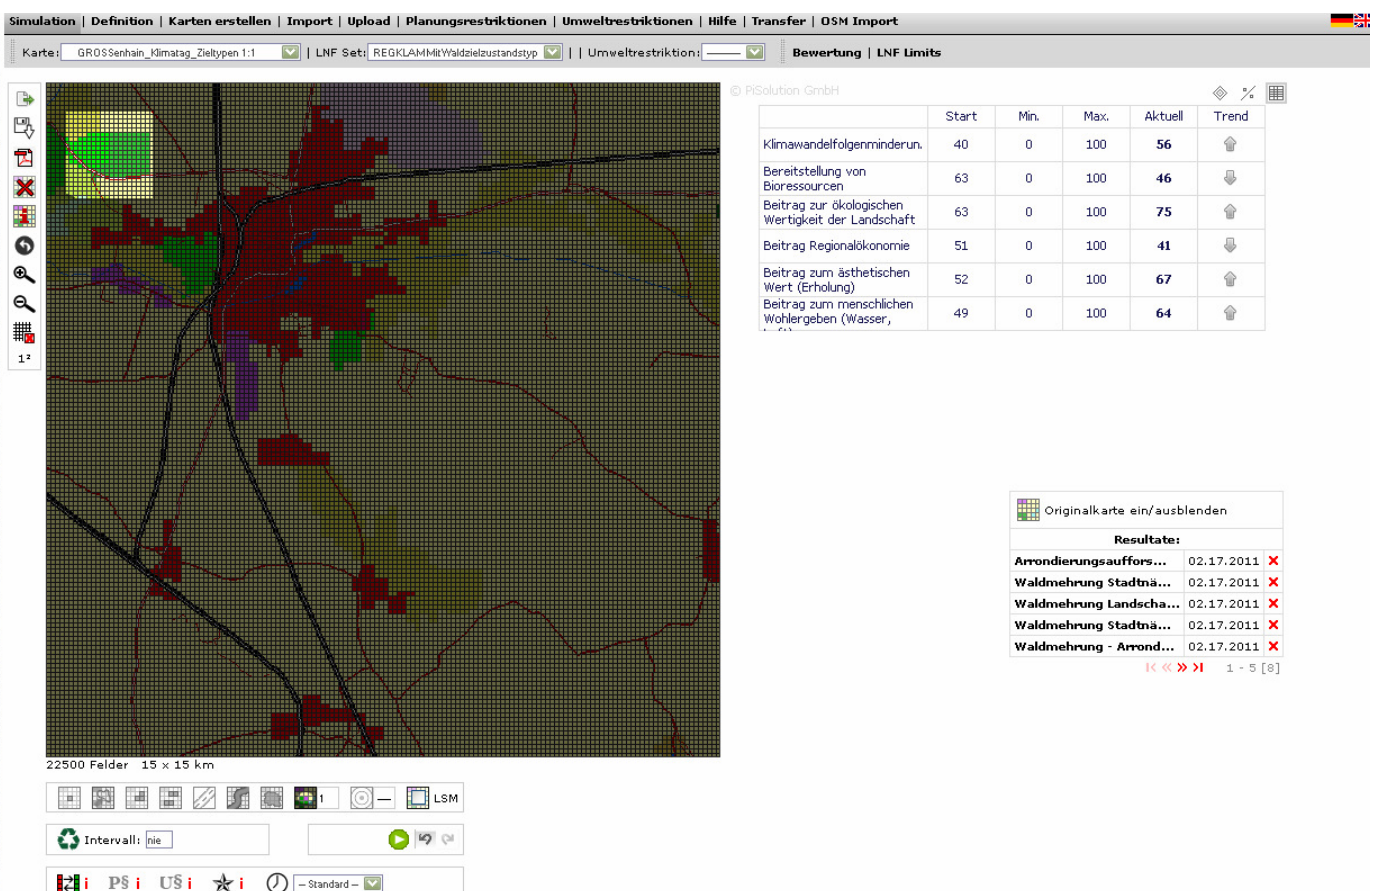 Simulation | Definition | Karten erstellen | Import | Upload | Planungsrestriktionen | Umweltrestriktionen | Hilfe | Transfer | OSM Import
Karte: GROSSenhain_Klimatag_Zieltypen 1:1 | LNF Set: REGKLAMMitWaldzielzustandstyp | | Umweltrestriktion: ——— Bewertung | LNF Limits
© PiSolution GmbH
Start Min. Max. Aktuell Trend
Klimawandelfolgenminderun. 40 0 100 56
Bereitstellung von
Bioressourcen 63 0 100 46
Beitrag zur ökologischen
Wertigkeit der Landschaft 63 0 100 75
Beitrag Regionalökonomie 51 0 100 41
Beitrag zum ästhetischen
Wert (Erholung) 52 0 100 67
Beitrag zum menschlichen
Wohlergehen (Wasser, 49 0 100 64
1²
Originalkarte ein/ausblenden
Resultate:
Arrondierungsauffors... 02.17.2011
Waldmehrung Stadtnä... 02.17.2011
Waldmehrung Landscha... 02.17.2011
Waldmehrung Stadtnä... 02.17.2011
Waldmehrung - Arrond... 02.17.2011
1 - 5 [8]
22500 Felder 15 x 15 km
1 — LSM
Intervall: nie
i P§ i U§ i i – Standard –